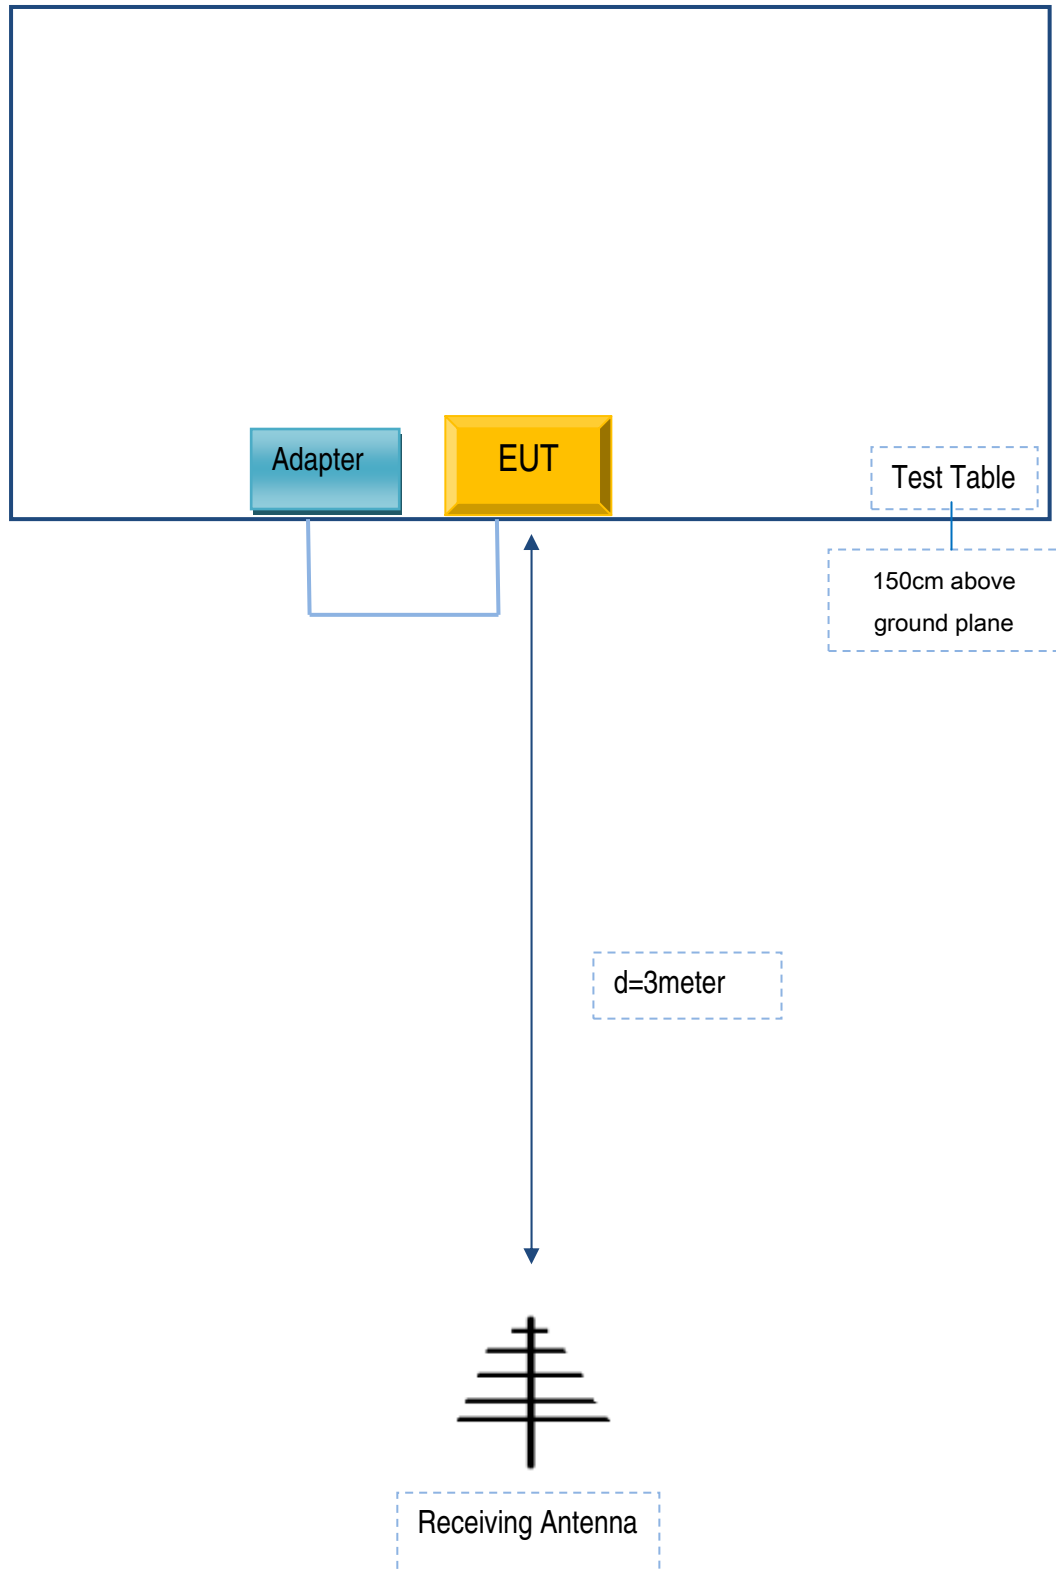 Adapter
EUT
Test Table
150cm above
ground plane
d=3meter
Receiving Antenna